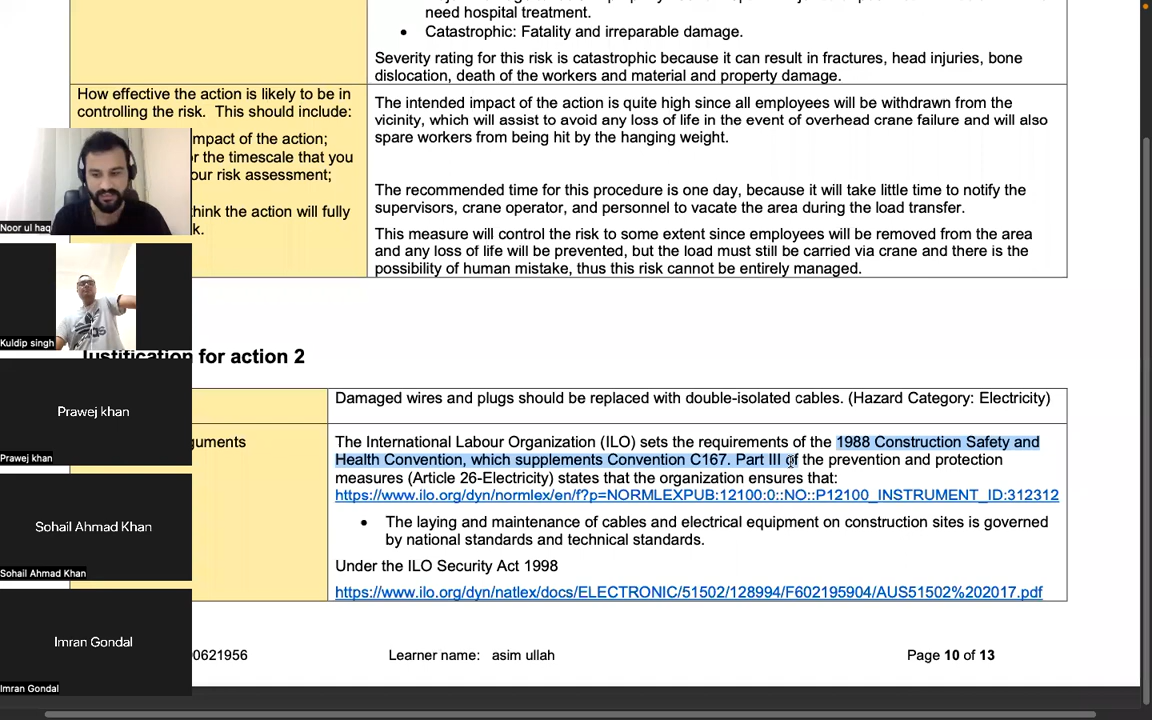 need hospital treatment.
• Catastrophic: Fatality and irreparable damage.
Severity rating for this risk is catastrophic because it can result in fractures, head injuries, bone
dislocation, death of the workers and material and property damage.
How effective the action is likely to be in
controlling the risk. This should include:
mpact of the action;
or the timescale that you
our risk assessment;
think the action will fully
k.
The intended impact of the action is quite high since all employees will be withdrawn from the
vicinity, which will assist to avoid any loss of life in the event of overhead crane failure and will also
spare workers from being hit by the hanging weight.
The recommended time for this procedure is one day, because it will take little time to notify the
supervisors, crane operator, and personnel to vacate the area during the load transfer.
This measure will control the risk to some extent since employees will be removed from the area
and any loss of life will be prevented, but the load must still be carried via crane and there is the
possibility of human mistake, thus this risk cannot be entirely managed.
Noor ul haq
Kuldip singh
Justification for action 2
Prawej khan
Prawej khan
Damaged wires and plugs should be replaced with double-isolated cables. (Hazard Category: Electricity)
guments
The International Labour Organization (ILO) sets the requirements of the 1988 Construction Safety and
Health Convention, which supplements Convention C167. Part III of the prevention and protection
measures (Article 26-Electricity) states that the organization ensures that:
https://www.ilo.org/dyn/normlex/en/f?p=NORMLEXPUB:12100:0::NO::P12100_INSTRUMENT_ID:312312
• The laying and maintenance of cables and electrical equipment on construction sites is governed
by national standards and technical standards.
Under the ILO Security Act 1998
https://www.ilo.org/dyn/natlex/docs/ELECTRONIC/51502/128994/F602195904/AUS51502%202017.pdf
Sohail Ahmad Khan
Sohail Ahmad Khan
Imran Gondal
Imran Gondal
00621956
Learner name: asim ullah
Page 10 of 13